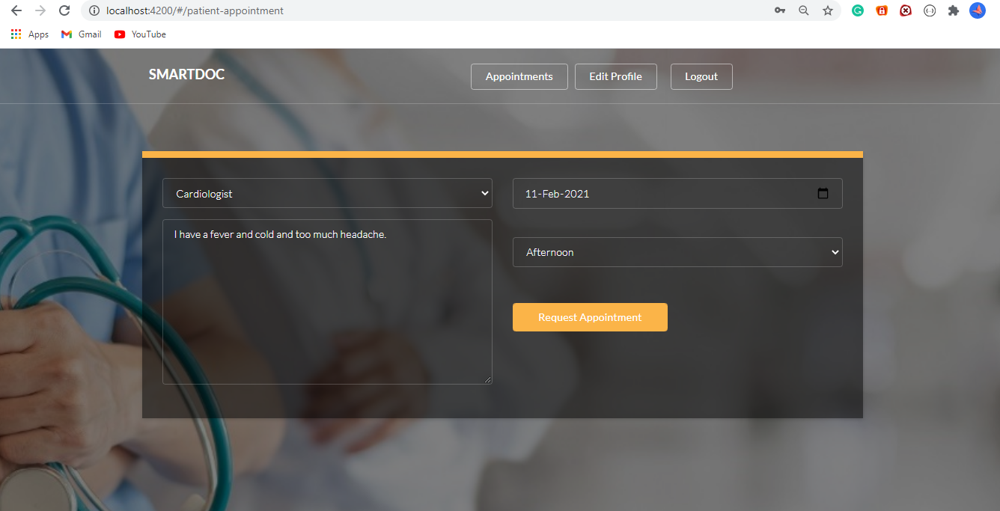 localhost:4200/#/patient-appointment
Apps Gmail YouTube
SMARTDOC
Appointments Edit Profile Logout
Cardiologist
11-Feb-2021
I have a fever and cold and too much headache.
Afternoon
Request Appointment